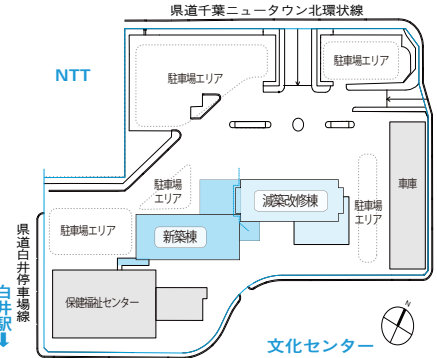 県道千葉ニュータウン北環状線
NTT
駐車場エリア
駐車場エリア
車庫
駐車場
エリア
減築改修棟
駐車場
エリア
駐車場エリア
新築棟
県道白井停車場線
白井駅
保健福祉センター
文化センター
N